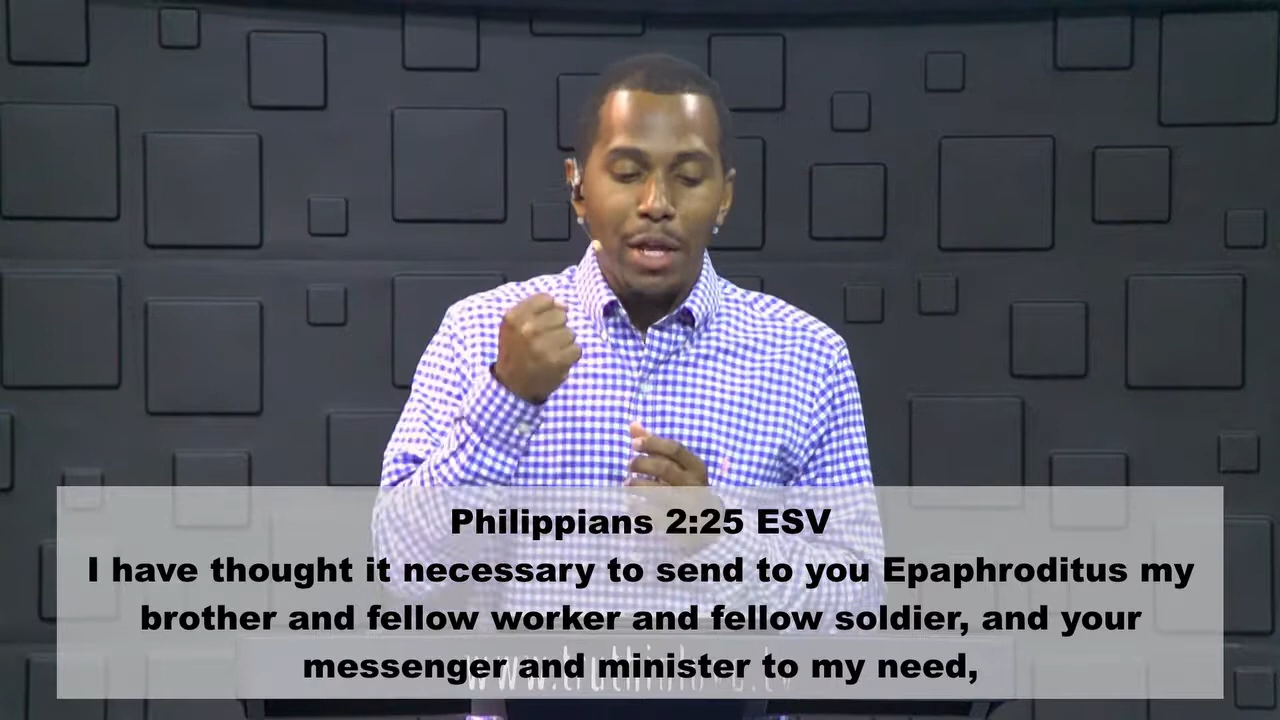 Philippians 2:25 ESV
I have thought it necessary to send to you Epaphroditus my
brother and fellow worker and fellow soldier, and your
messenger and minister to my need,